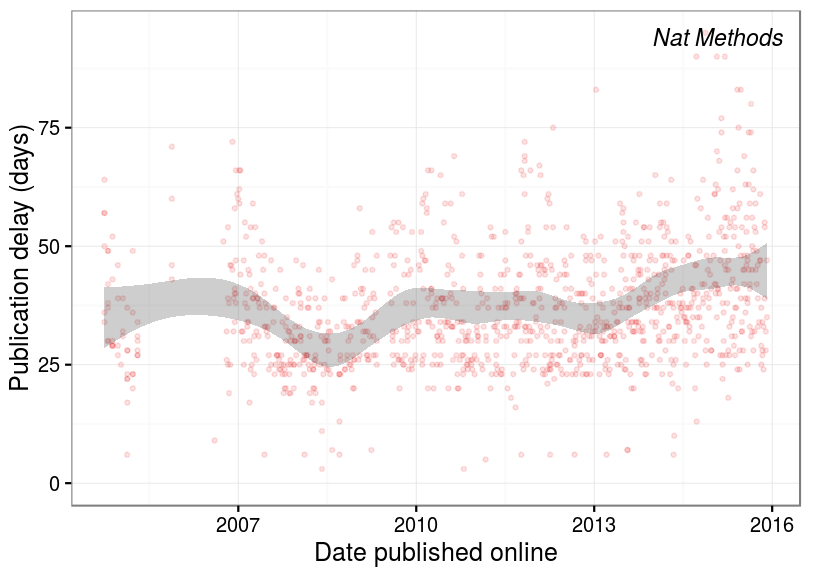 Nat Methods
Publication delay (days)
75
50
25
0
2007 2010 2013 2016
Date published online